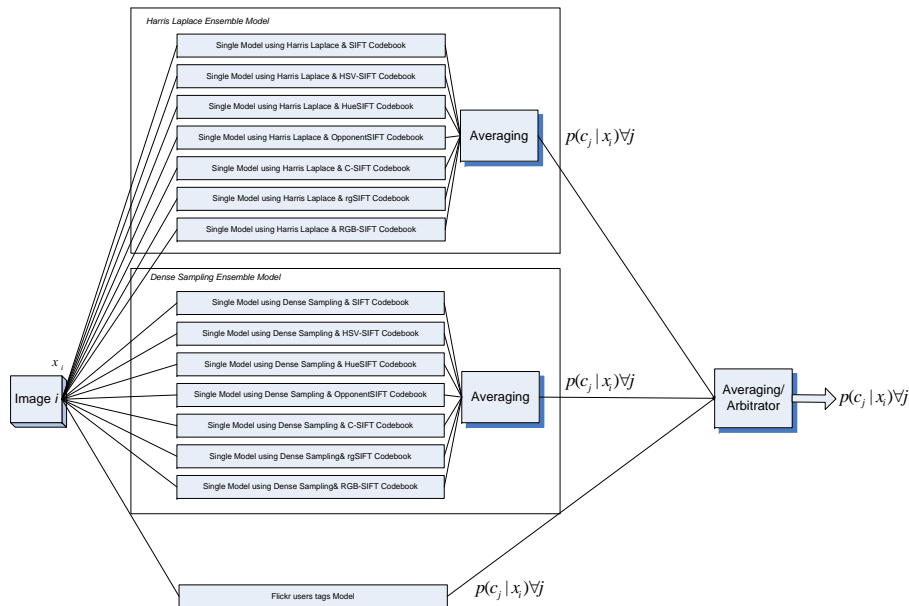 Harris Laplace Ensemble Model
Single Model using Harris Laplace & SIFT Codebook
Single Model using Harris Laplace & HSV-SIFT Codebook
Single Model using Harris Laplace & HueSIFT Codebook
Single Model using Harris Laplace & OpponentSIFT Codebook
Single Model using Harris Laplace & C-SIFT Codebook
Single Model using Harris Laplace & rgSIFT Codebook
Single Model using Harris Laplace & RGB-SIFT Codebook
Averaging
p(c_j | x_i)∀j
Dense Sampling Ensemble Model
Single Model using Dense Sampling & SIFT Codebook
Single Model using Dense Sampling & HSV-SIFT Codebook
Single Model using Dense Sampling & HueSIFT Codebook
Single Model using Dense Sampling & OpponentSIFT Codebook
Single Model using Dense Sampling & C-SIFT Codebook
Single Model using Dense Sampling& rgSIFT Codebook
Single Model using Dense Sampling& RGB-SIFT Codebook
Averaging
p(c_j | x_i)∀j
x_i
Image i
Averaging/
Arbitrator
p(c_j | x_i)∀j
Flickr users tags Model
p(c_j | x_i)∀j